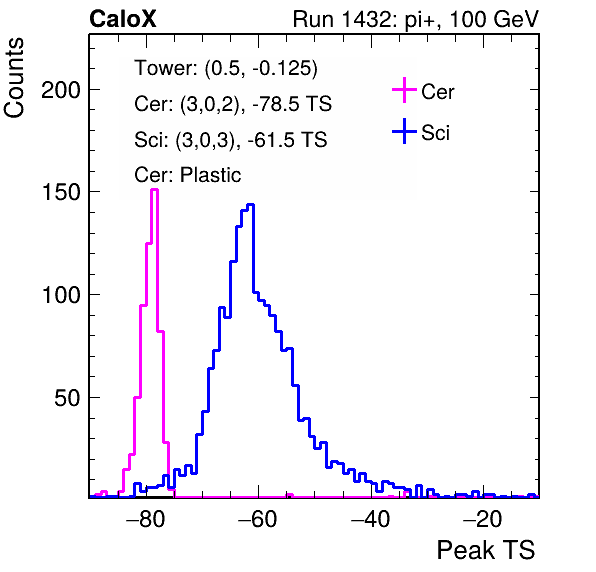 CaloX Run 1432: pi+, 100 GeV
Tower: (0.5, -0.125)
Cer: (3,0,2), -78.5 TS
Sci: (3,0,3), -61.5 TS
Cer: Plastic
Cer
Sci
Counts
200
150
100
50
−80 −60 −40 −20
Peak TS